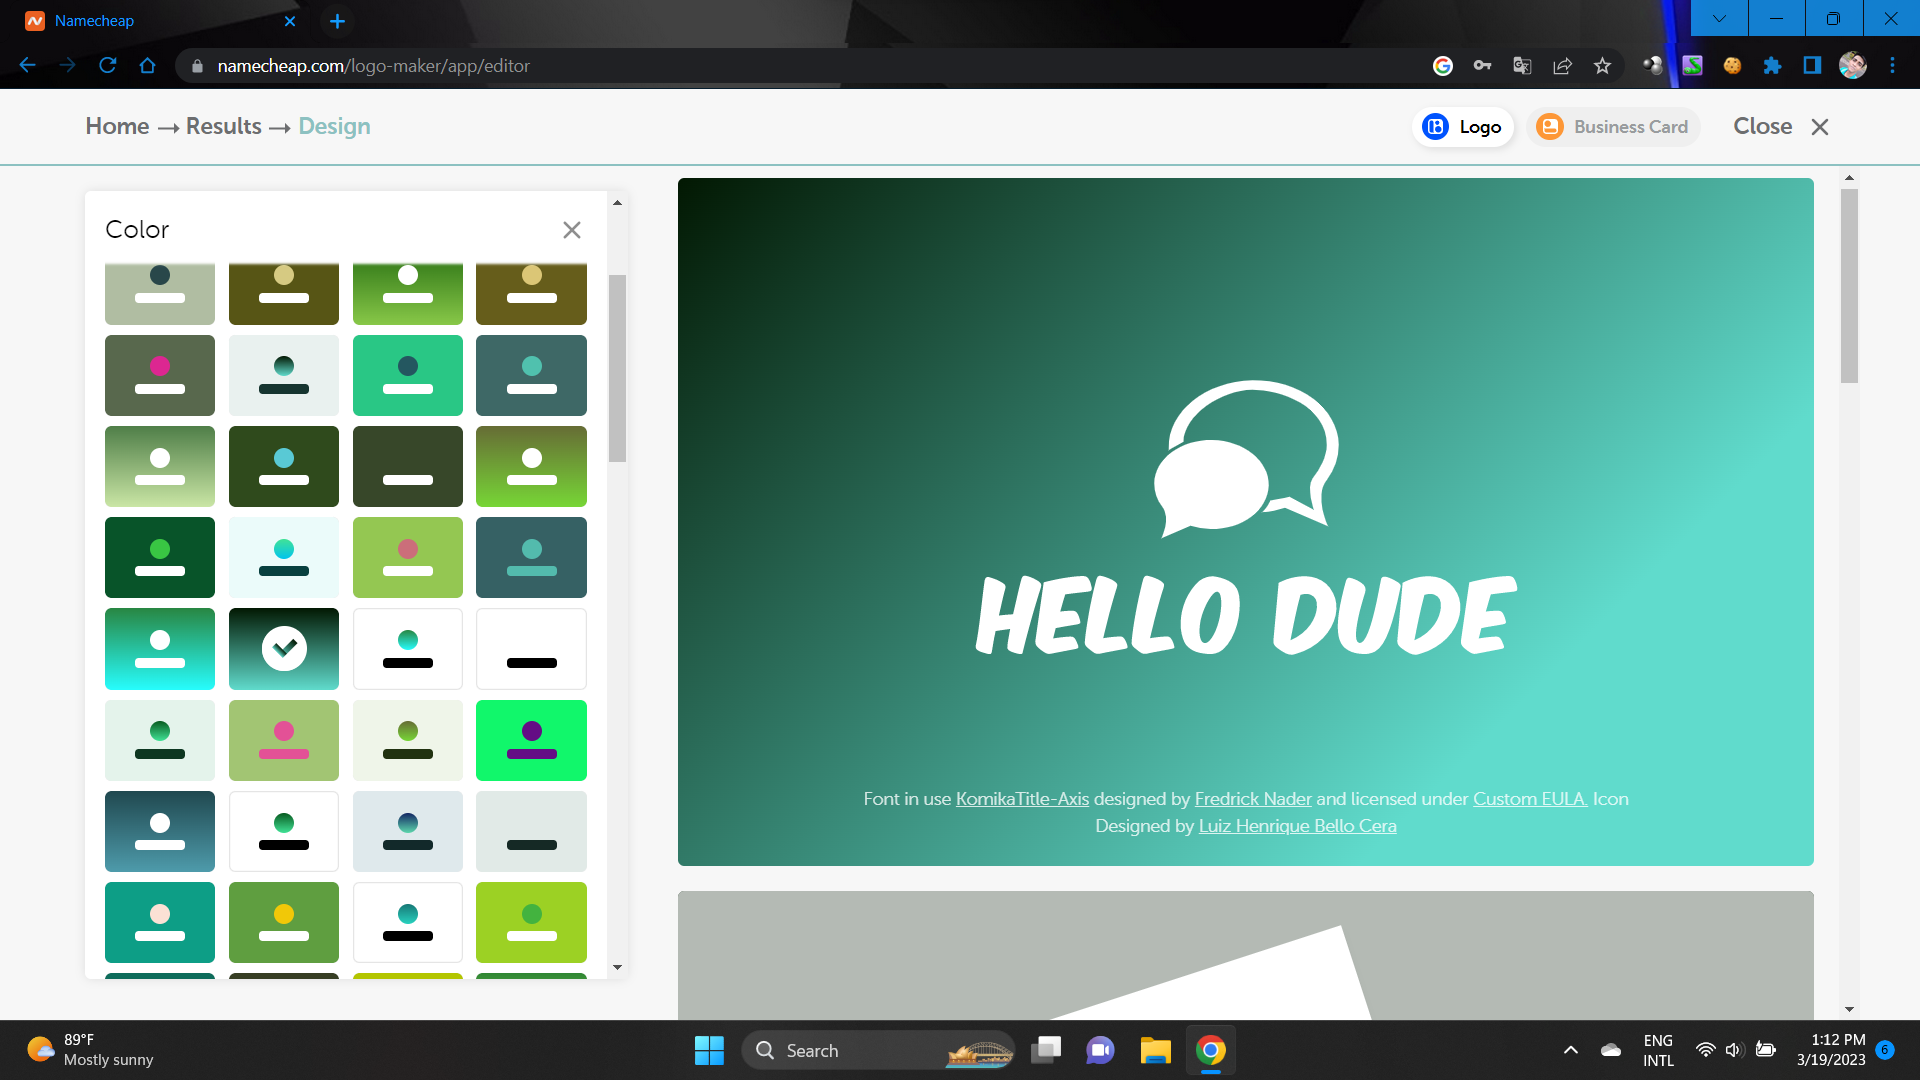 Namecheap
namecheap.com/logo-maker/app/editor
Home → Results → Design
Logo
Business Card
Close
Color
HELLO DUDE
Font in use KomikaTitle-Axis designed by Fredrick Nader and licensed under Custom EULA. Icon
Designed by Luiz Henrique Bello Cera
89°F
Mostly sunny
Search
ENG
INTL
1:12 PM
3/19/2023
6